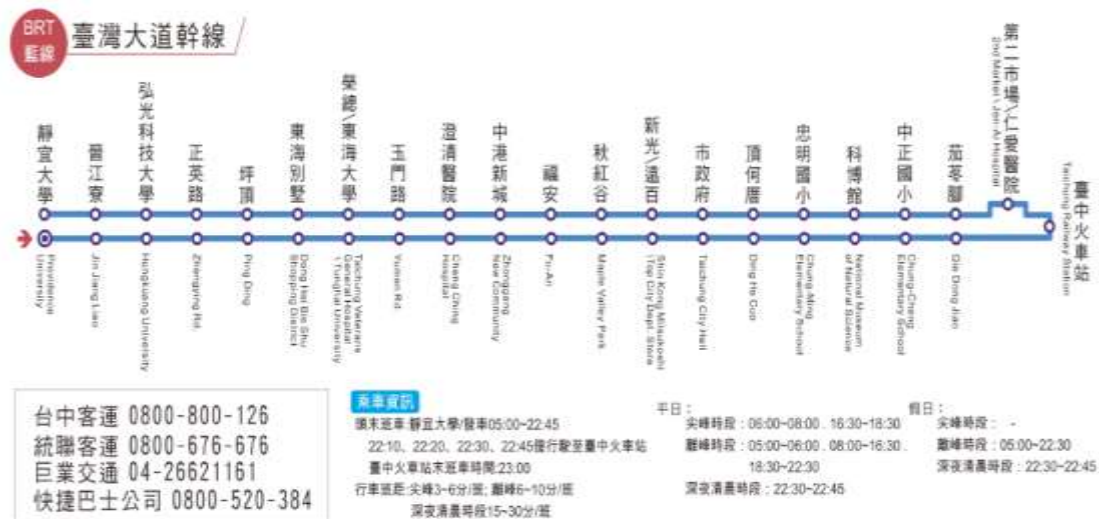 BRT
藍線
臺灣大道幹線
靜宜大學
晉江寮
弘光科技大學
正英路
坪頂
東海別墅
榮總/東海大學
玉門路
澄清醫院
中港新城
福安
秋紅谷
新光/遠百
市政府
頂何厝
忠明國小
科博館
中正國小
茄苳腳
第二市場/仁愛醫院
2nd Market \ Jen-Ai Hospital
臺中火車站
Taichung Railway Station
Providence
University
Jin Jiang Liao
Hungkuang University
Zhengying Rd.
Ping Ding
Dong Hai Bie Shu
Shopping District
Taichung Veterans
General Hospital
\ Tunghai University
Yumen Rd.
Cheng Ching
Hospital
Zhonggang
New Community
Fu-An
Maple Valley Park
Shin Kong Mitsukoshi
\ Top City Dept. Store
Taichung City Hall
Ding He Cuo
Chung-Ming
Elementary School
National Museum
of Natural Science
Chung-Cheng
Elementary School
Qie Dong Jiao
台中客運 0800-800-126
統聯客運 0800-676-676
巨業交通 04-26621161
快捷巴士公司 0800-520-384
乘車資訊
頭末班車:靜宜大學/發車05:00~22:45
22:10、22:20、22:30、22:45僅行駛至臺中火車站
臺中火車站末班車時間:23:00
行車班距:尖峰3~6分/班; 離峰6~10分/班
深夜清晨時段15~30分/班
平日：
尖峰時段：06:00~08:00 . 16:30~18:30
離峰時段：05:00~06:00 . 08:00~16:30 .
18:30~22:30
深夜清晨時段：22:30~22:45
假日：
尖峰時段： -
離峰時段：05:00~22:30
深夜清晨時段：22:30~22:45